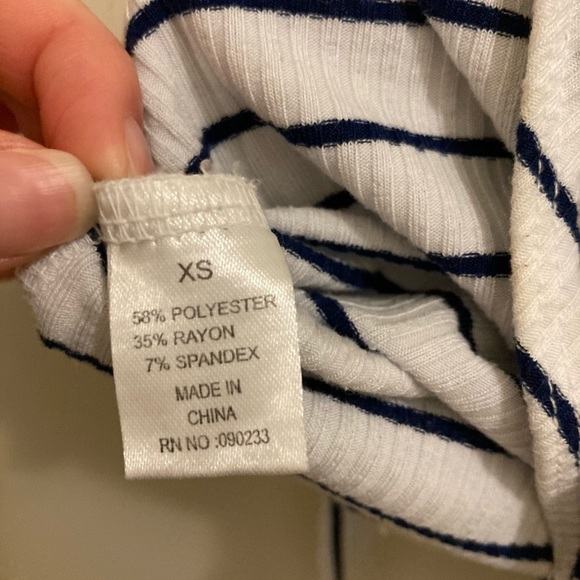 XS
58% POLYESTER
35% RAYON
7% SPANDEX
MADE IN
CHINA
RN NO :090233